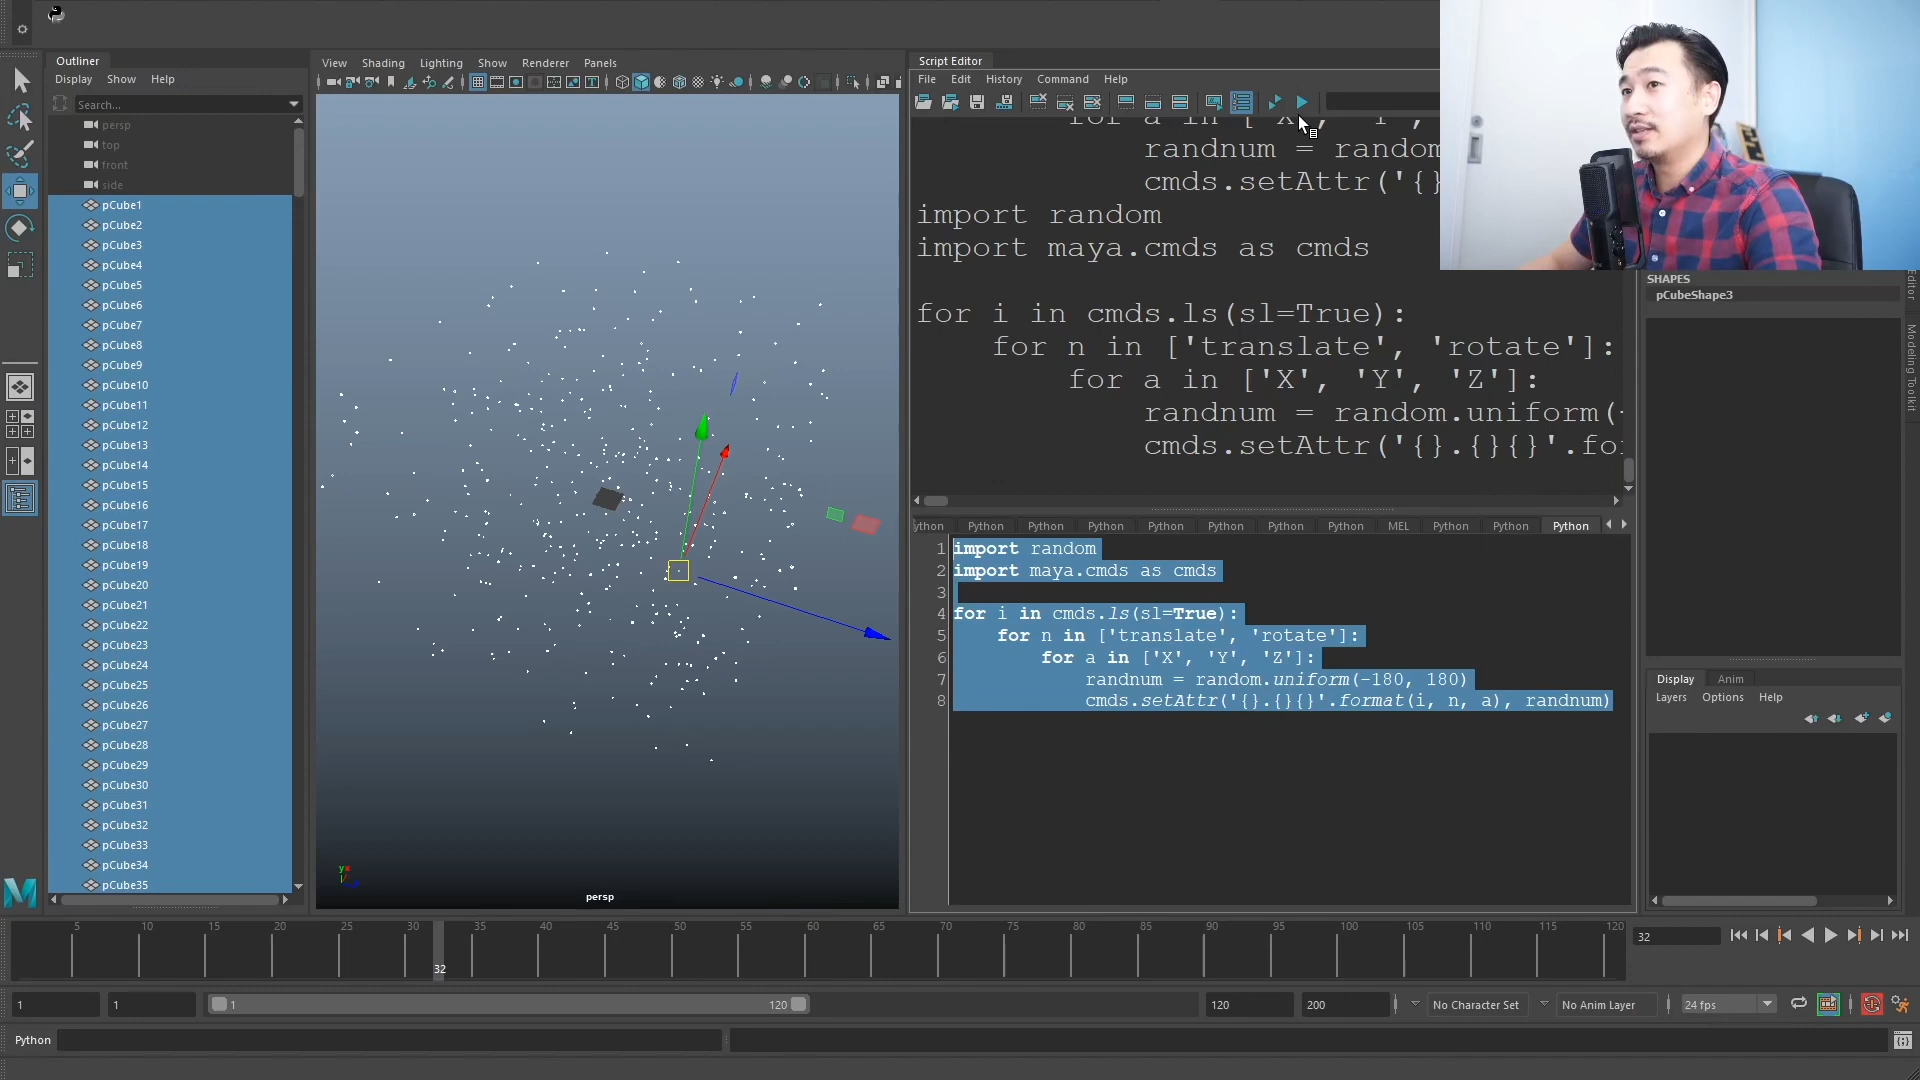 Outliner
Display Show Help
Search...
persp
top
front
side
pCube1
pCube2
pCube3
pCube4
pCube5
pCube6
pCube7
pCube8
pCube9
pCube10
pCube11
pCube12
pCube13
pCube14
pCube15
pCube16
pCube17
pCube18
pCube19
pCube20
pCube21
pCube22
pCube23
pCube24
pCube25
pCube26
pCube27
pCube28
pCube29
pCube30
pCube31
pCube32
pCube33
pCube34
pCube35
View Shading Lighting Show Renderer Panels
persp
Script Editor
File Edit History Command Help
for a in ['X', 'Y',
randnum = random
cmds.setAttr('{}
import random
import maya.cmds as cmds
for i in cmds.ls(sl=True):
for n in ['translate', 'rotate']:
for a in ['X', 'Y', 'Z']:
randnum = random.uniform(-
cmds.setAttr('{}.{}{}'.fo
ython Python Python Python Python Python Python Python MEL Python Python Python
1 import random
2 import maya.cmds as cmds
3
4 for i in cmds.ls(sl=True):
5 for n in ['translate', 'rotate']:
6 for a in ['X', 'Y', 'Z']:
7 randnum = random.uniform(-180, 180)
8 cmds.setAttr('{}.{}{}'.format(i, n, a), randnum)
SHAPES
pCubeShape3
Editor
Modeling Toolkit
Display Anim
Layers Options Help
5 10 15 20 25 30 35 40 45 50 55 60 65 70 75 80 85 90 95 100 105 110 115 120
32
32
1 1 1 120 120 200 No Character Set No Anim Layer 24 fps
Python